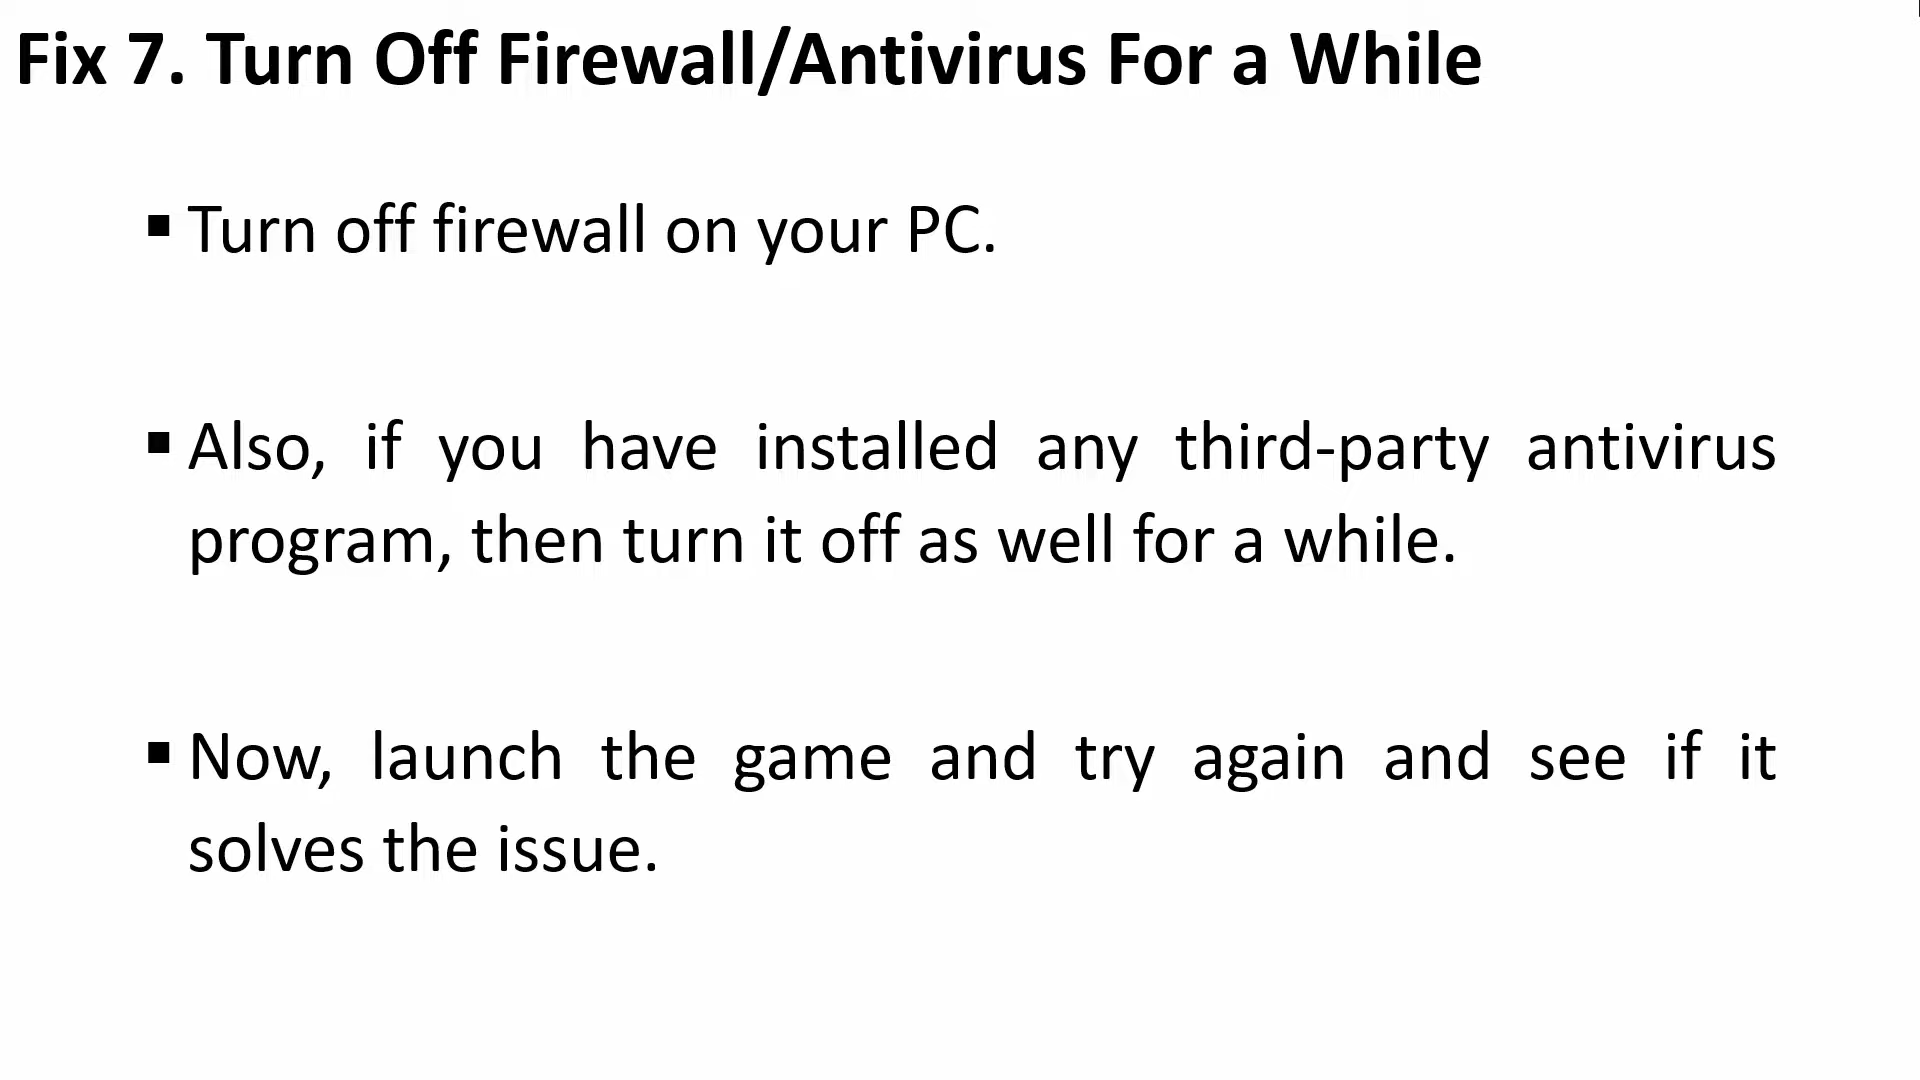 Fix 7. Turn Off Firewall/Antivirus For a While
▪ Turn off firewall on your PC.
▪ Also, if you have installed any third-party antivirus
program, then turn it off as well for a while.
▪ Now, launch the game and try again and see if it
solves the issue.